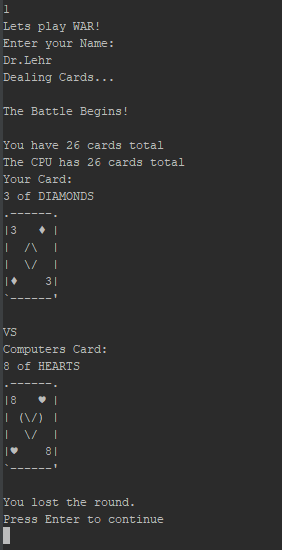 1
Lets play WAR!
Enter your Name:
Dr.Lehr
Dealing Cards...
The Battle Begins!
You have 26 cards total
The CPU has 26 cards total
Your Card:
3 of DIAMONDS
.------.
|3   ♦ |
|  /\  |
|  \/  |
|♦    3|
`------'
VS
Computers Card:
8 of HEARTS
.------.
|8   ♥ |
| (\/) |
|  \/  |
|♥    8|
`------'
You lost the round.
Press Enter to continue